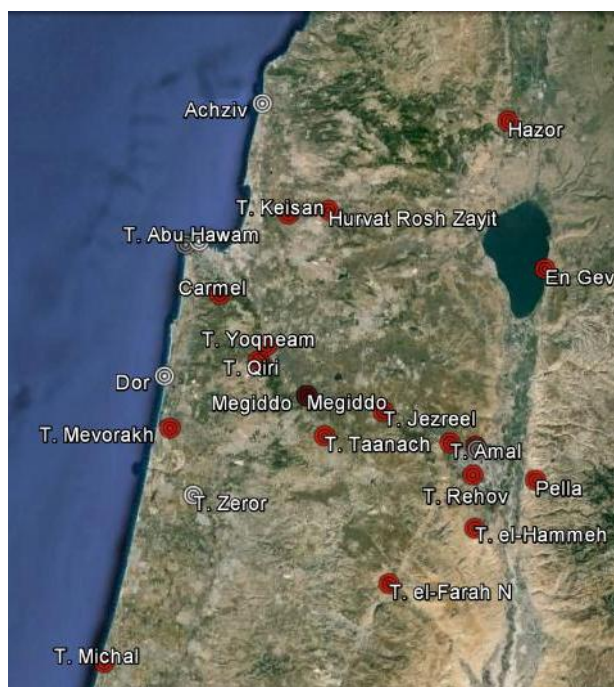 Achziv
Hazor
T. Keisan
Hurvat Rosh Zayit
T. Abu Hawam
En Gev
Carmel
T. Yoqneam
T. Qiri
Dor
Megiddo
Megiddo
T. Jezreel
T. Mevorakh
T. Taanach
T. Amal
T. Rehov
Pella
T. Zeror
T. el-Hammeh
T. el-Farah N
T. Michal